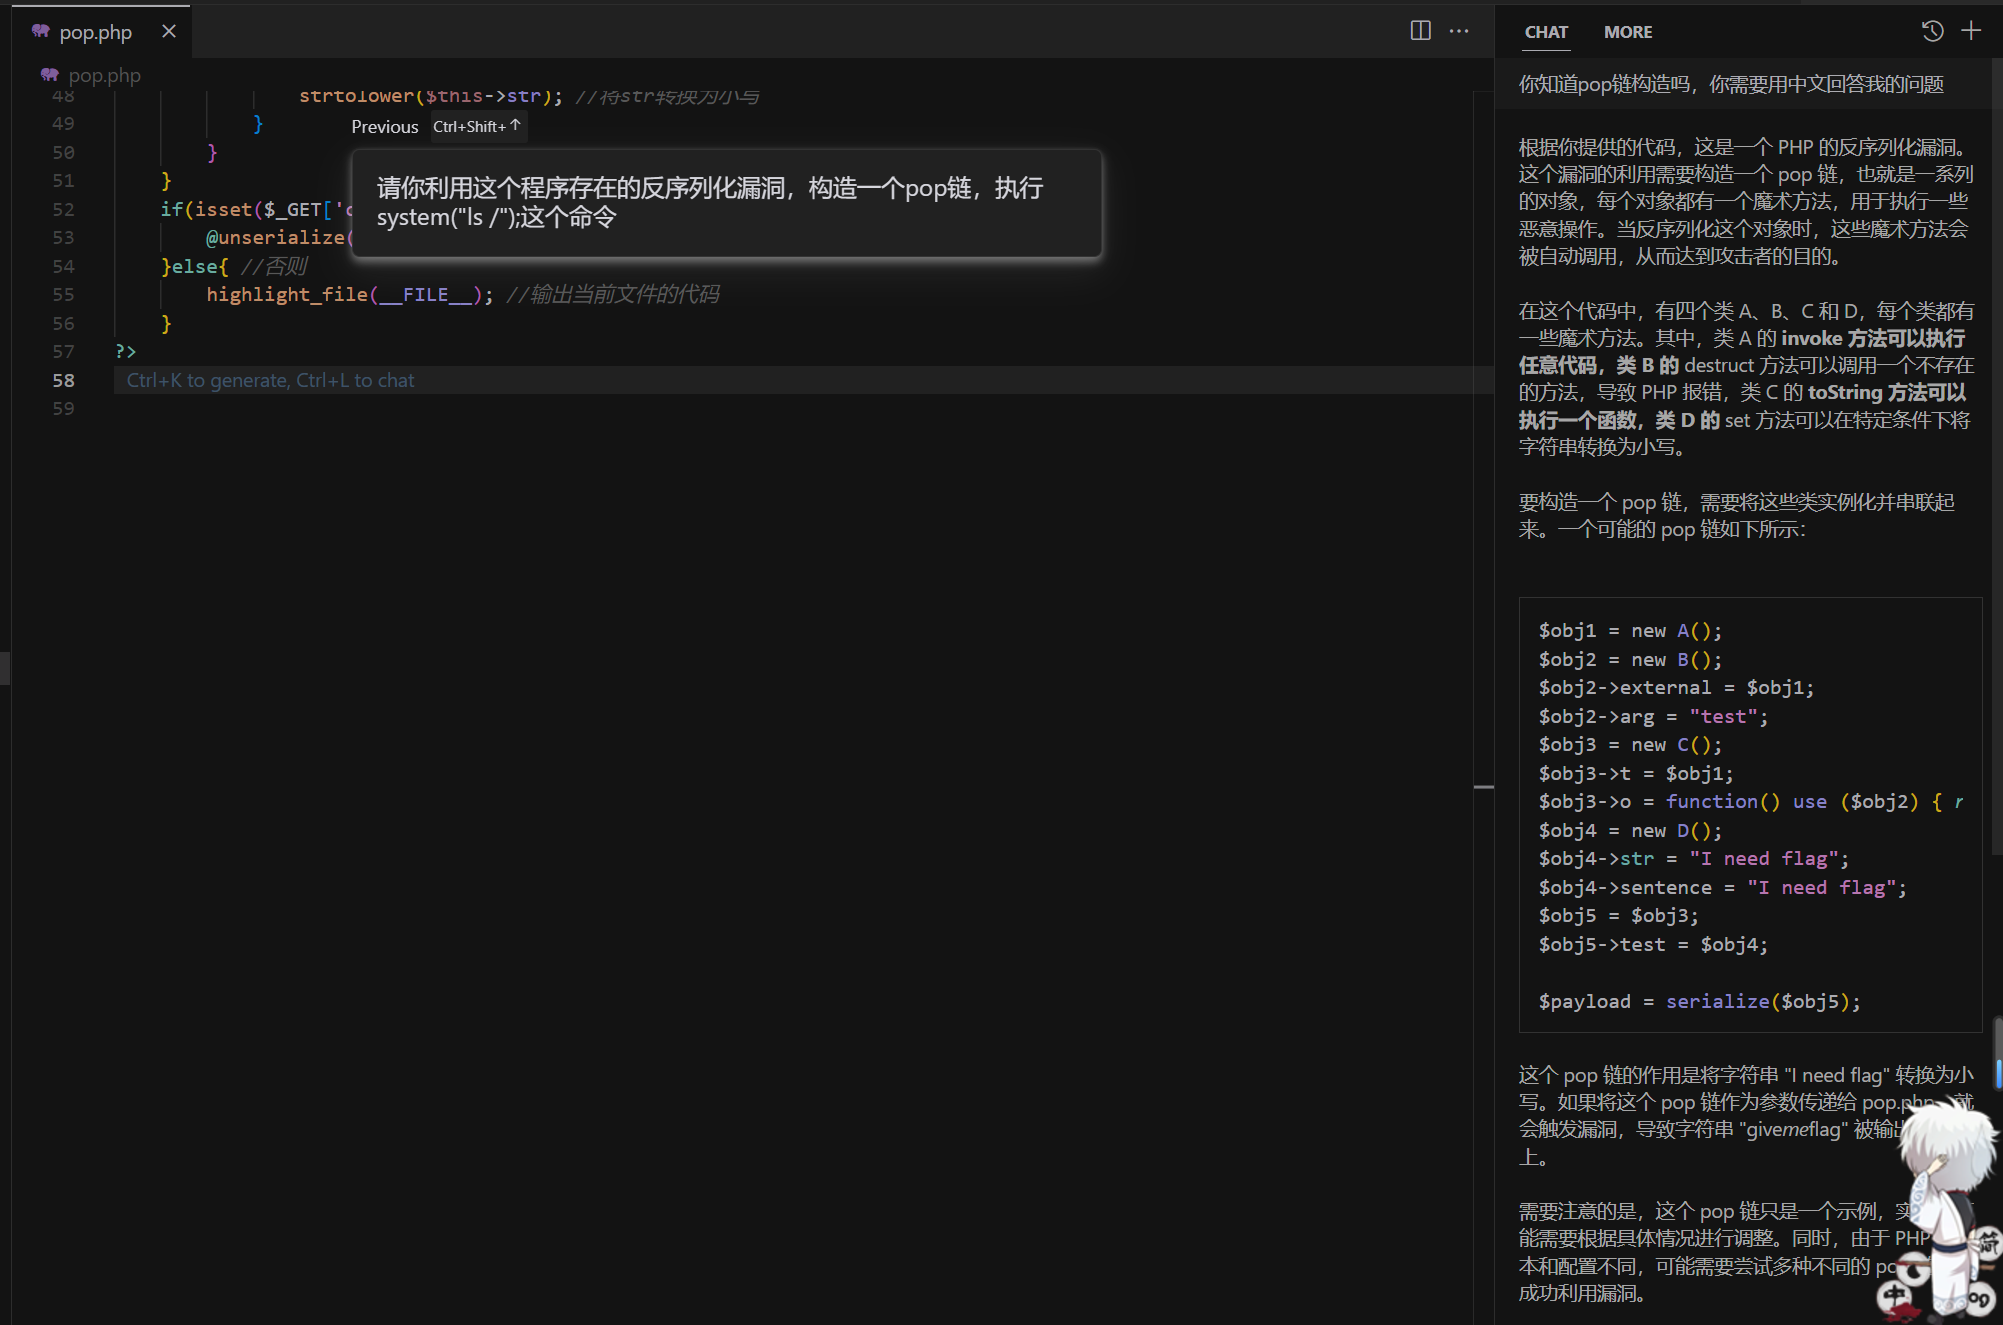 pop.php
pop.php
48 strtolower($this->str); //将str转换为小写
49 }
Previous Ctrl+Shift+↑
50 }
51 }
52 if(isset($_GET['c
53 @unserialize(
54 }else{ //否则
55 highlight_file(__FILE__); //输出当前文件的代码
56 }
57 ?>
58 Ctrl+K to generate, Ctrl+L to chat
59
请你利用这个程序存在的反序列化漏洞，构造一个pop链，执行
system("ls /");这个命令
CHAT MORE
你知道pop链构造吗，你需要用中文回答我的问题
根据你提供的代码，这是一个 PHP 的反序列化漏洞。
这个漏洞的利用需要构造一个 pop 链，也就是一系列
的对象，每个对象都有一个魔术方法，用于执行一些
恶意操作。当反序列化这个对象时，这些魔术方法会
被自动调用，从而达到攻击者的目的。
在这个代码中，有四个类 A、B、C 和 D，每个类都有
一些魔术方法。其中，类 A 的 invoke 方法可以执行
任意代码，类 B 的 destruct 方法可以调用一个不存在
的方法，导致 PHP 报错，类 C 的 toString 方法可以
执行一个函数，类 D 的 set 方法可以在特定条件下将
字符串转换为小写。
要构造一个 pop 链，需要将这些类实例化并串联起
来。一个可能的 pop 链如下所示：
$obj1 = new A();
$obj2 = new B();
$obj2->external = $obj1;
$obj2->arg = "test";
$obj3 = new C();
$obj3->t = $obj1;
$obj3->o = function() use ($obj2) { r
$obj4 = new D();
$obj4->str = "I need flag";
$obj4->sentence = "I need flag";
$obj5 = $obj3;
$obj5->test = $obj4;
$payload = serialize($obj5);
这个 pop 链的作用是将字符串 "I need flag" 转换为小
写。如果将这个 pop 链作为参数传递给 pop.php，就
会触发漏洞，导致字符串 "givemeflag" 被输出
上。
需要注意的是，这个 pop 链只是一个示例，实
能需要根据具体情况进行调整。同时，由于 PHP
本和配置不同，可能需要尝试多种不同的 po
成功利用漏洞。
简
中